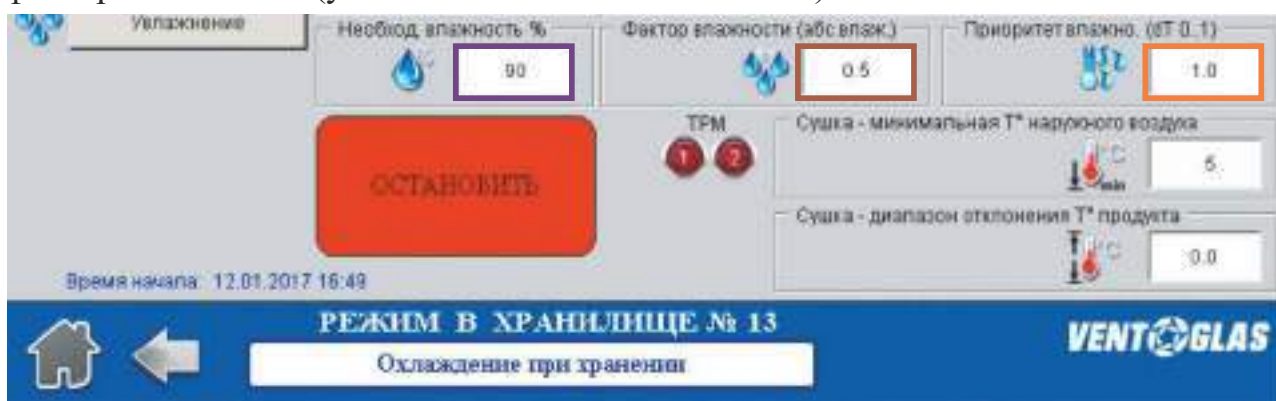 Увлажнение
Необход. влажность %
90
Фактор влажности (абс влаж.)
0.5
Приоритет влажно. (dT 0..1)
1.0
ОСТАНОВИТЬ
ТРМ
1 2
Сушка - минимальная Т° наружного воздуха
°C
min
5
Сушка - диапазон отклонения Т° продукта
°C
0.0
Время начала: 12.01.2017 16:49
РЕЖИМ В ХРАНИЛИЩЕ № 13
Охлаждение при хранении
VENTOGLAS